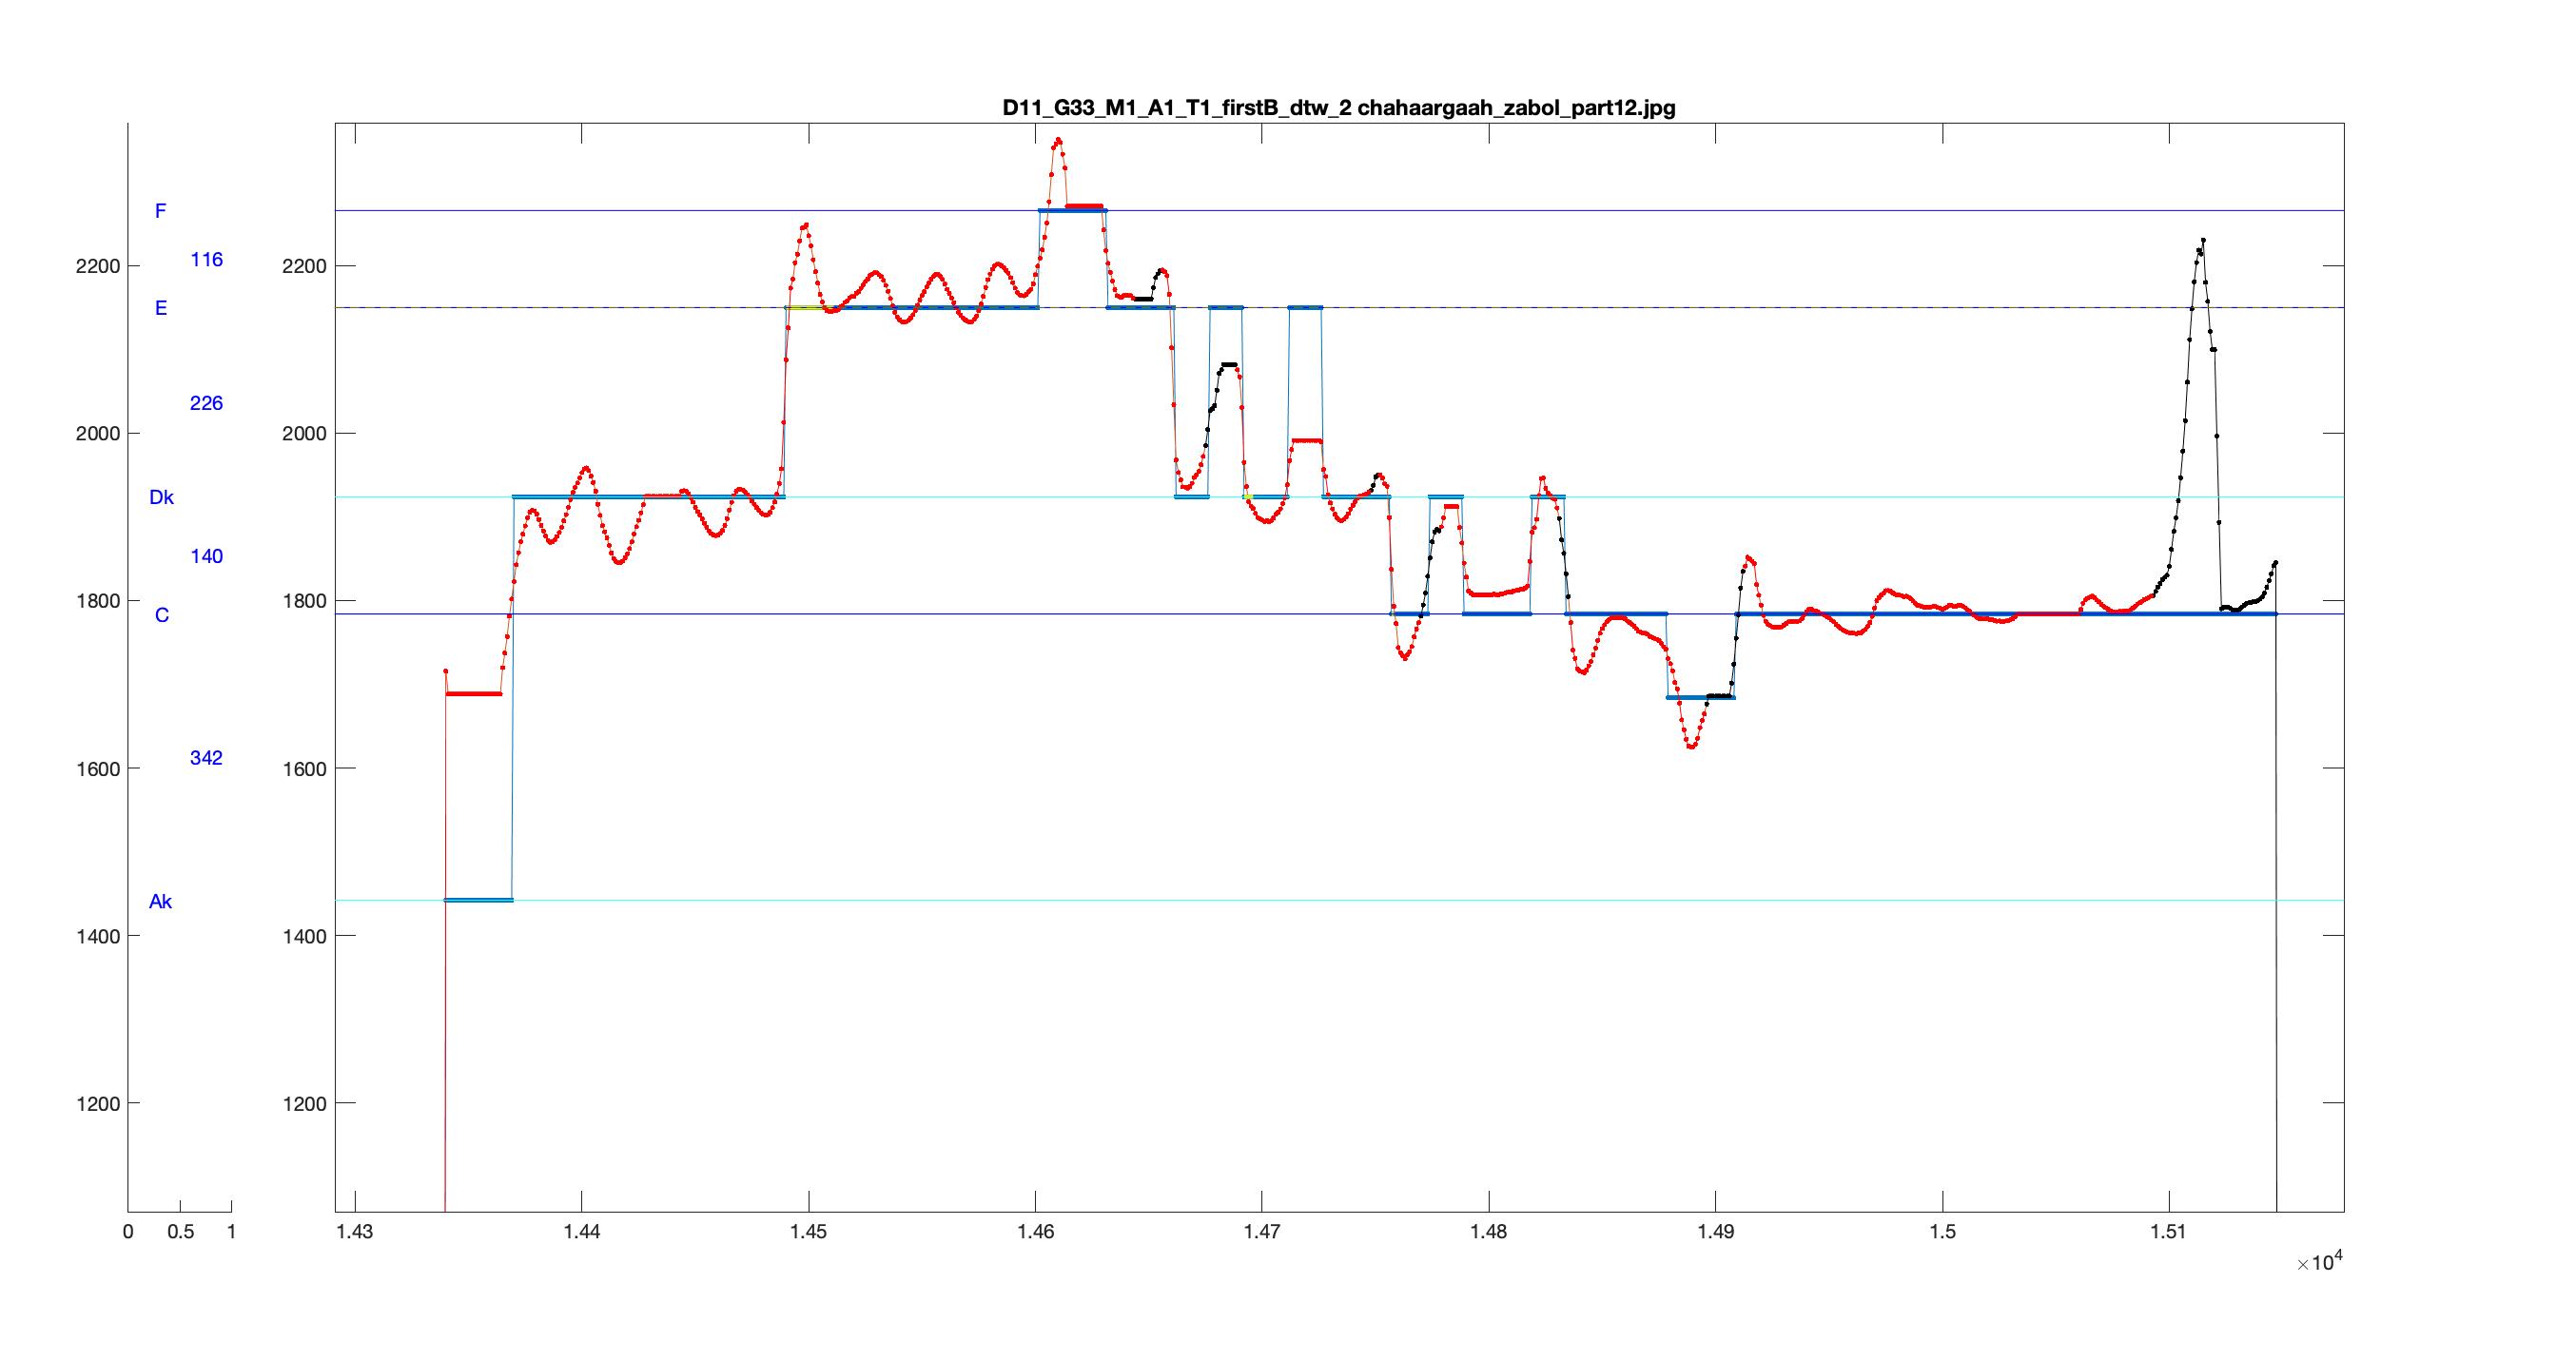 D11_G33_M1_A1_T1_firstB_dtw_2 chahaargaah_zabol_part12.jpg
F
2200 116 2200
E
2000 226 2000
Dk
140
1800 1800
C
342
1600 1600
Ak
1400 1400
1200 1200
0 0.5 1 1.43 1.44 1.45 1.46 1.47 1.48 1.49 1.5 1.51
×10⁴